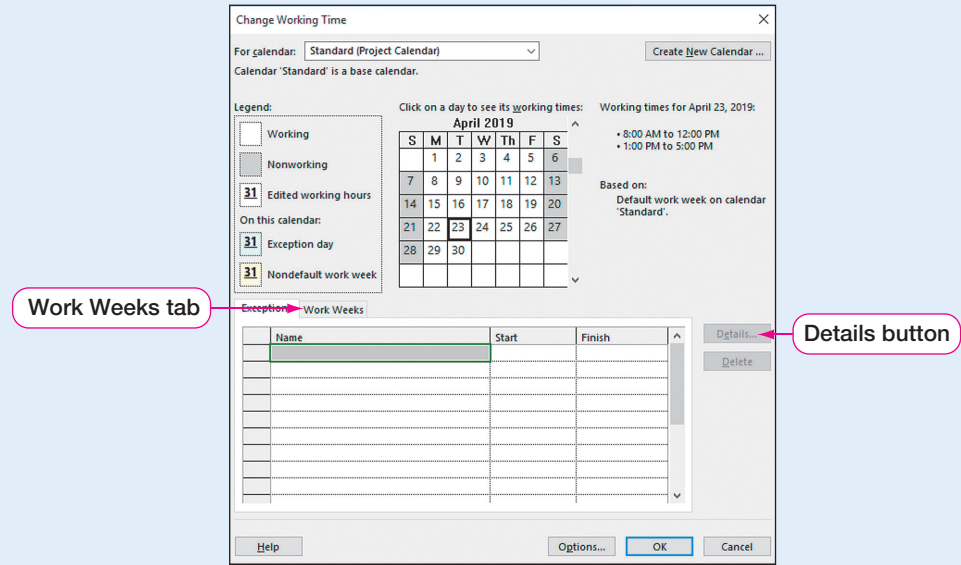 Change Working Time
For calendar: Standard (Project Calendar)
Create New Calendar ...
Calendar 'Standard' is a base calendar.
Legend:
Working
Nonworking
31 Edited working hours
On this calendar:
31 Exception day
31 Nondefault work week
Click on a day to see its working times:
April 2019
S M T W Th F S
1 2 3 4 5 6
7 8 9 10 11 12 13
14 15 16 17 18 19 20
21 22 23 24 25 26 27
28 29 30
Working times for April 23, 2019:
• 8:00 AM to 12:00 PM
• 1:00 PM to 5:00 PM
Based on:
Default work week on calendar
'Standard'.
Work Weeks tab
Exception Work Weeks
Name Start Finish
Details...
Details button
Delete
Help
Options...
OK
Cancel